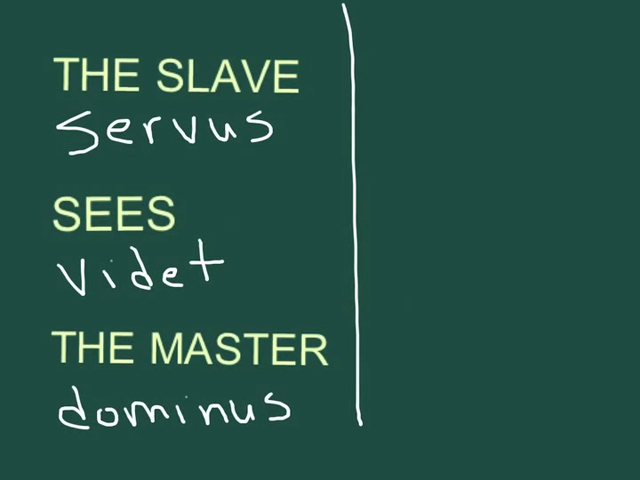 THE SLAVE
servus
SEES
videt
THE MASTER
dominus